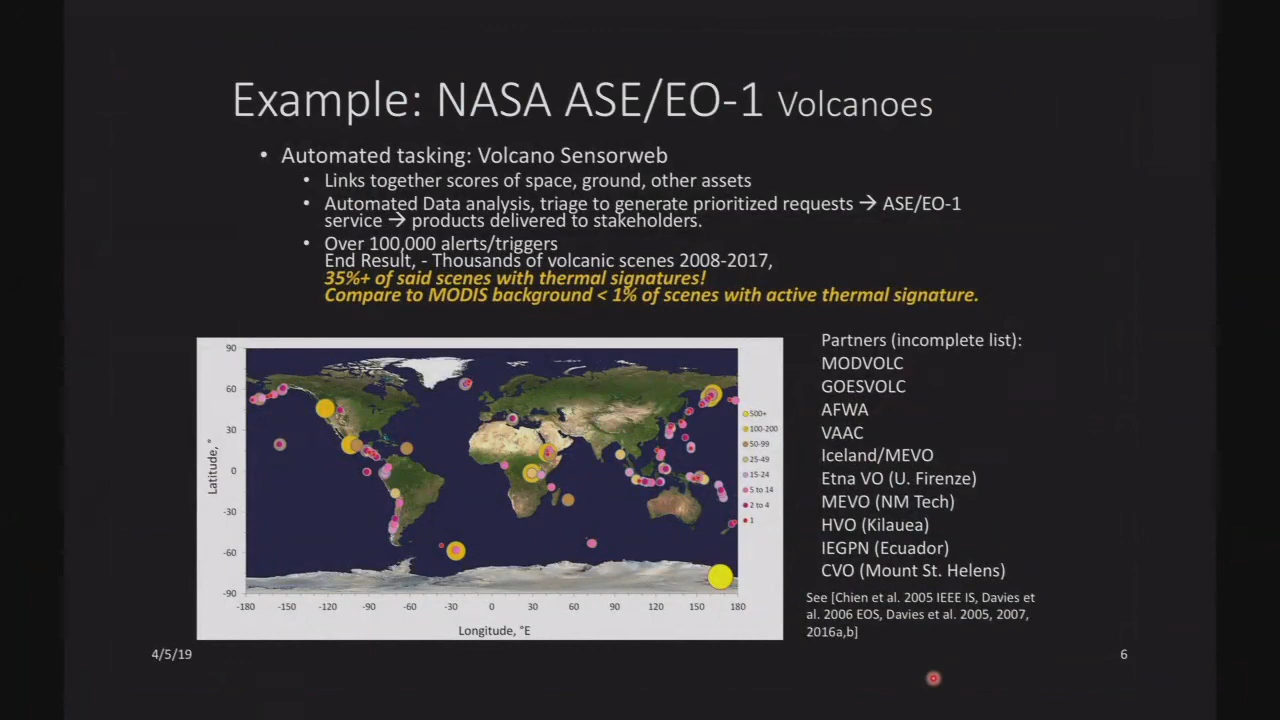 Example: NASA ASE/EO-1 Volcanoes
• Automated tasking: Volcano Sensorweb
• Links together scores of space, ground, other assets
• Automated Data analysis, triage to generate prioritized requests → ASE/EO-1
service → products delivered to stakeholders.
• Over 100,000 alerts/triggers
End Result, - Thousands of volcanic scenes 2008-2017,
35%+ of said scenes with thermal signatures!
Compare to MODIS background < 1% of scenes with active thermal signature.
90
60
30
0
-30
-60
-90
Latitude, °
-180 -150 -120 -90 -60 -30 0 30 60 90 120 150 180
Longitude, °E
500+
100-200
50-99
25-49
15-24
5 to 14
2 to 4
1
Partners (incomplete list):
MODVOLC
GOESVOLC
AFWA
VAAC
Iceland/MEVO
Etna VO (U. Firenze)
MEVO (NM Tech)
HVO (Kilauea)
IEGPN (Ecuador)
CVO (Mount St. Helens)
See [Chien et al. 2005 IEEE IS, Davies et
al. 2006 EOS, Davies et al. 2005, 2007,
2016a,b]
4/5/19
6